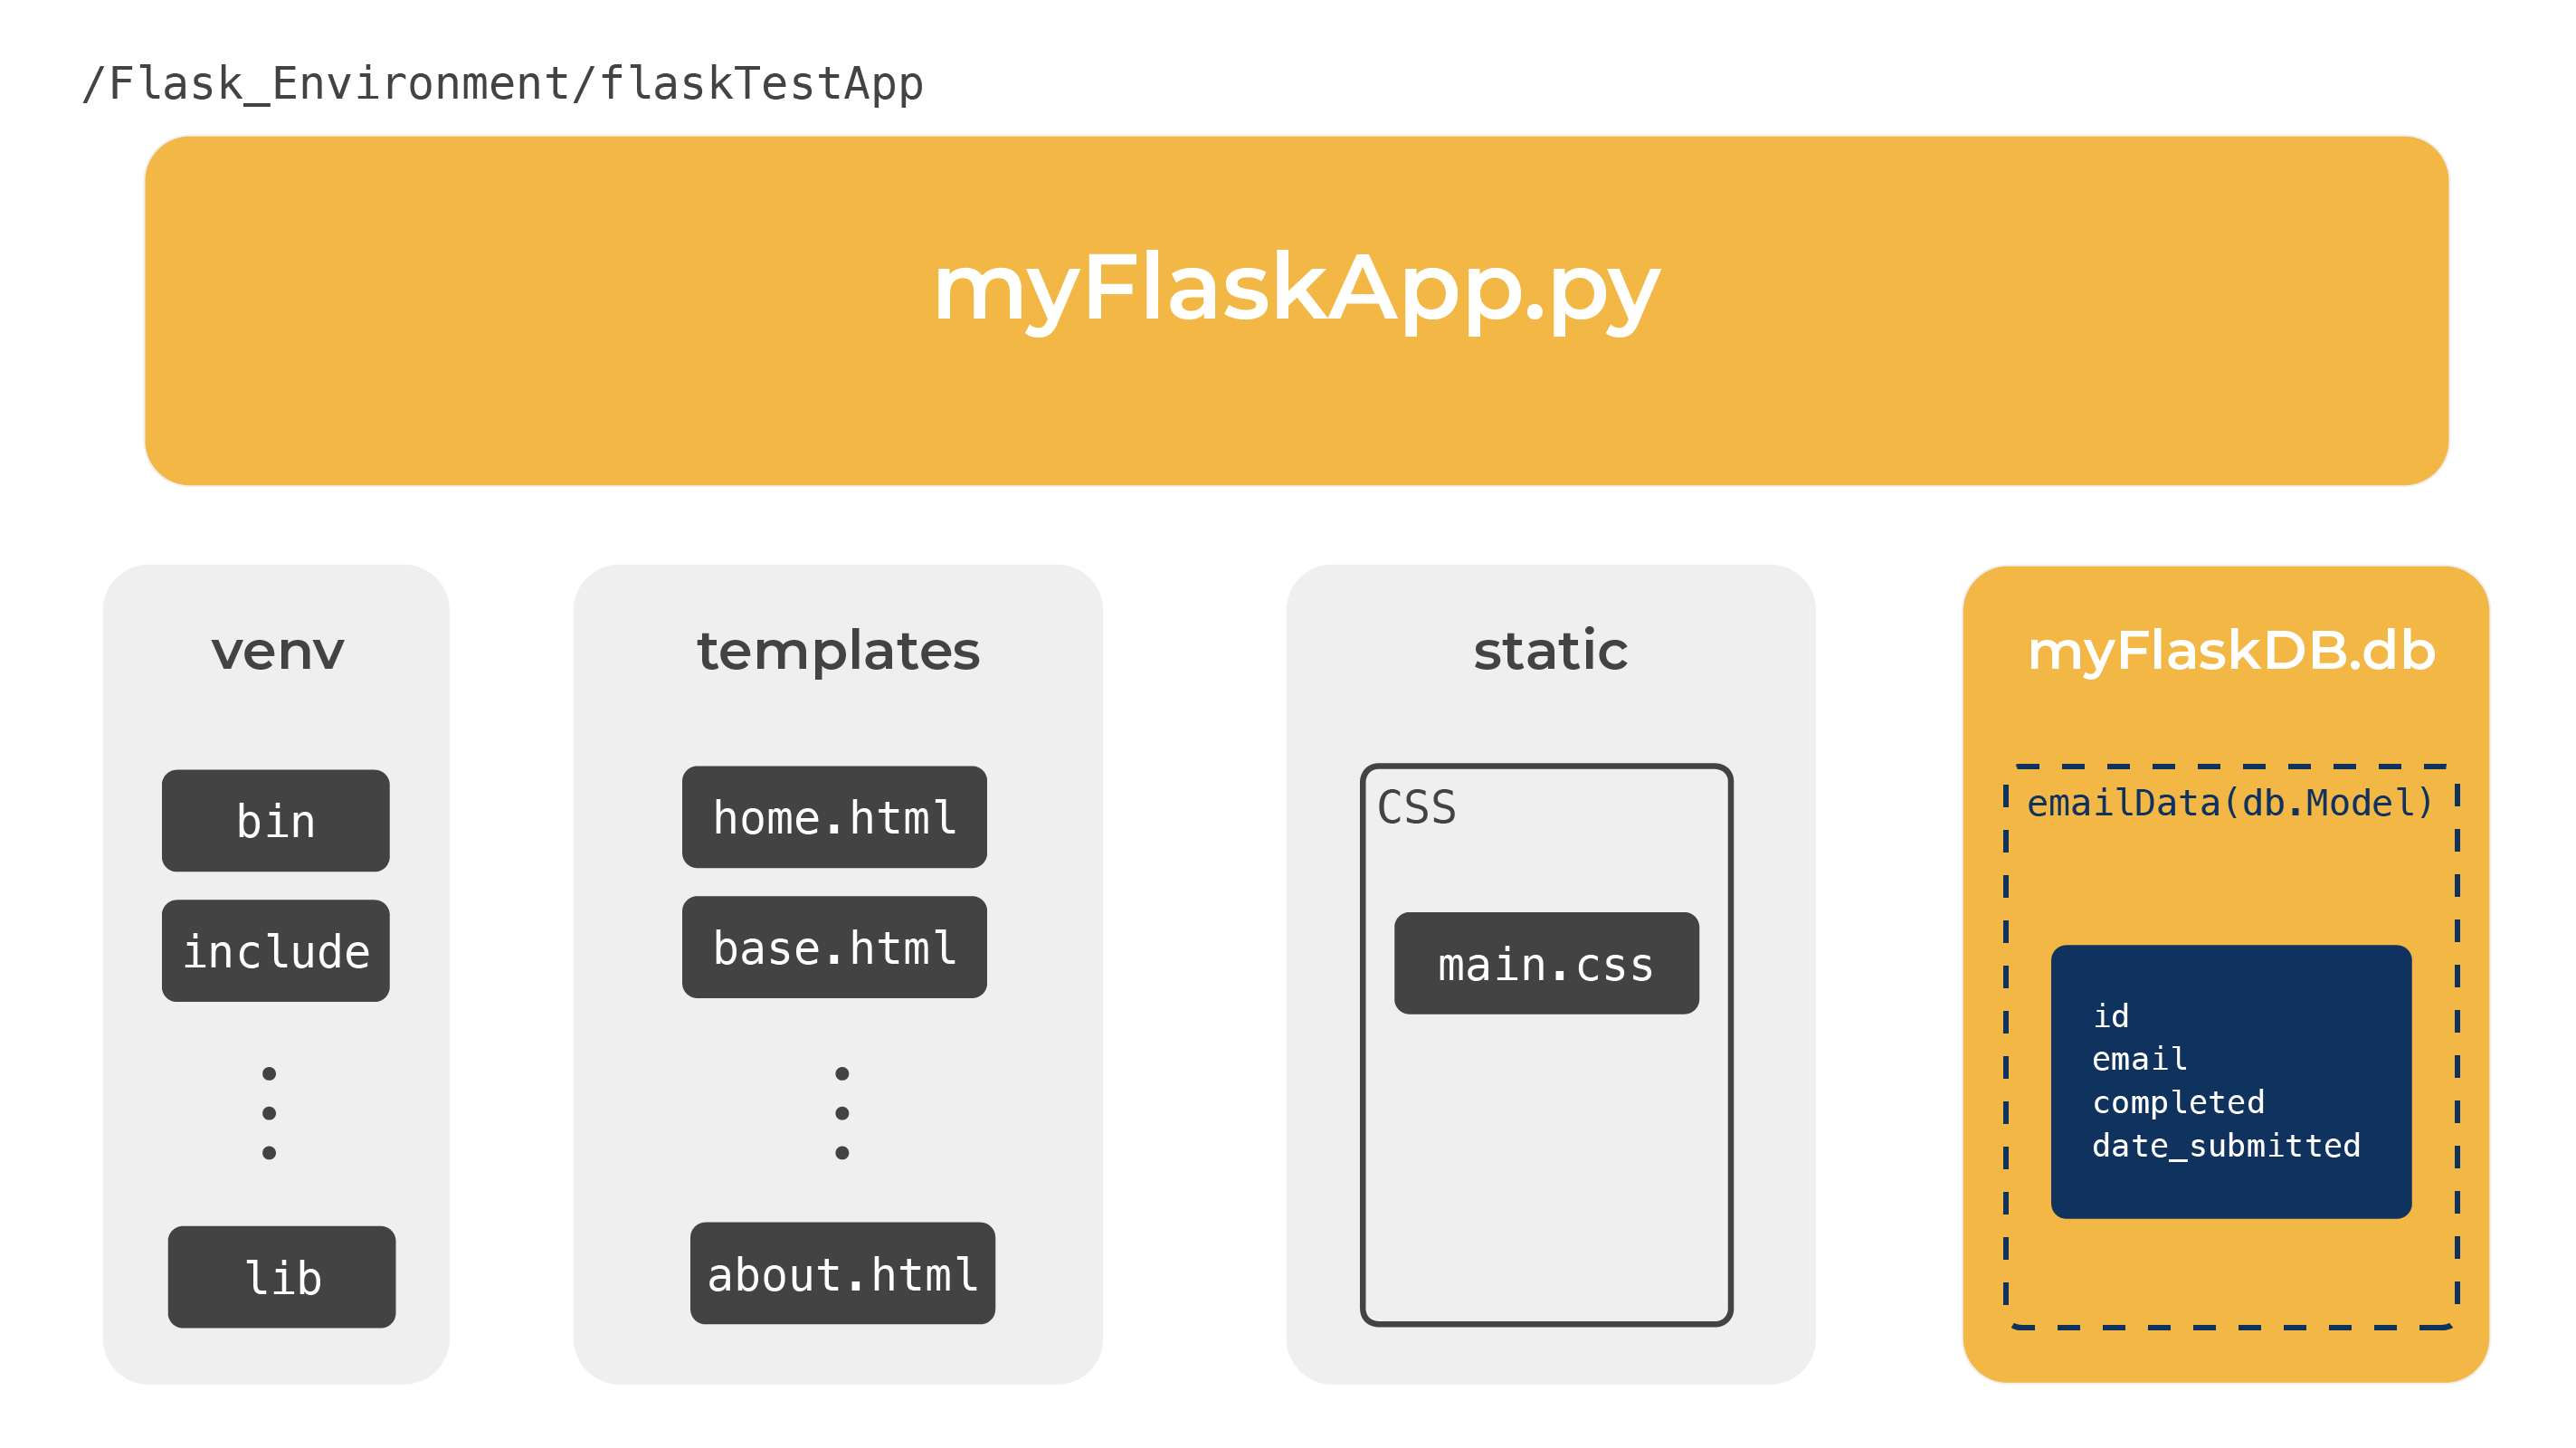 /Flask_Environment/flaskTestApp
myFlaskApp.py
venv
bin
include
lib
templates
home.html
base.html
about.html
static
CSS
main.css
myFlaskDB.db
emailData(db.Model)
id
email
completed
date_submitted